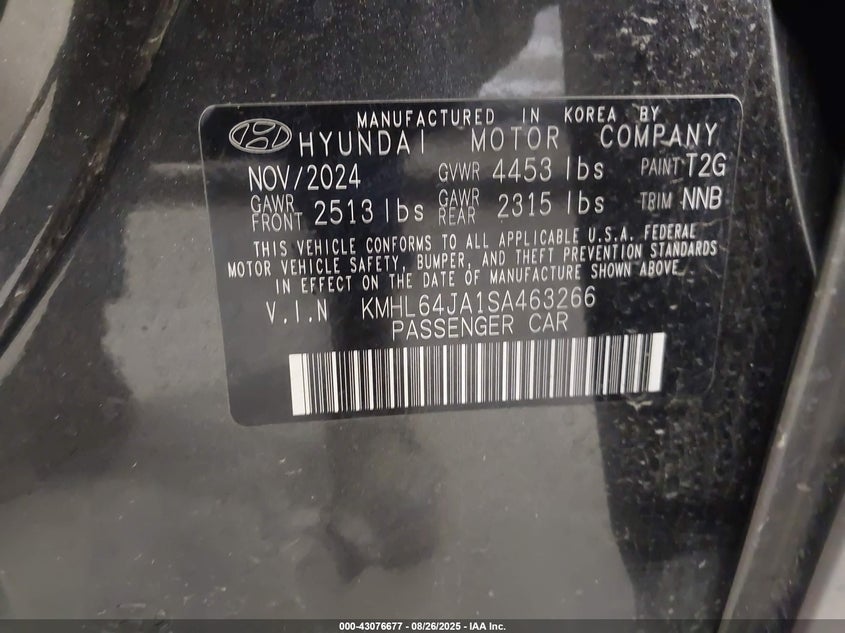 MANUFACTURED IN KOREA BY
HYUNDAI MOTOR COMPANY
NOV/2024 GVWR 4453 lbs PAINT T2G
GAWR FRONT 2513 lbs GAWR REAR 2315 lbs TRIM NNB
THIS VEHICLE CONFORMS TO ALL APPLICABLE U.S.A. FEDERAL
MOTOR VEHICLE SAFETY, BUMPER, AND THEFT PREVENTION STANDARDS
IN EFFECT ON THE DATE OF MANUFACTURE SHOWN ABOVE.
V.I.N KMHL64JA1SA463266
PASSENGER CAR
000-43076677 - 08/26/2025 - IAA Inc.